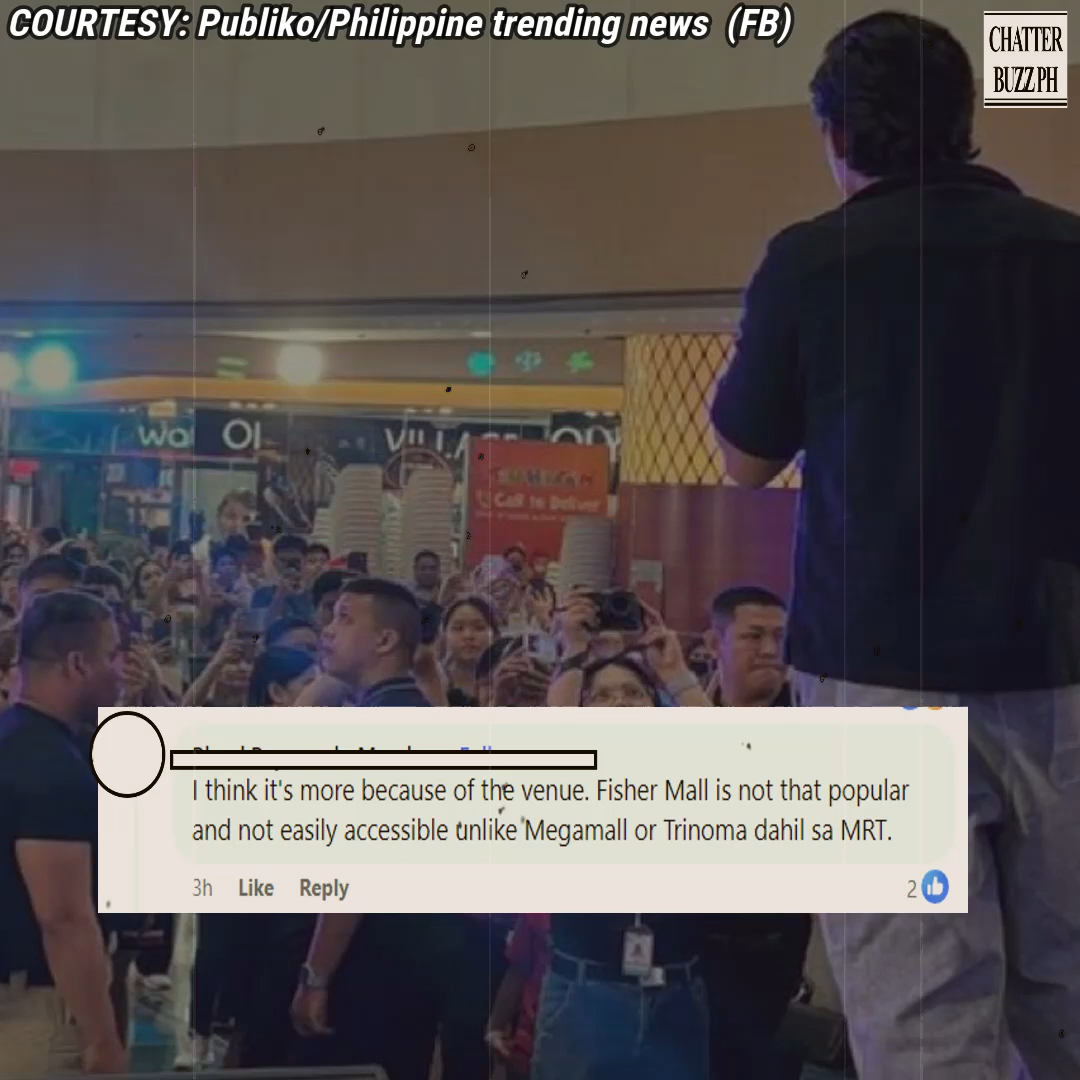 COURTESY: Publiko/Philippine trending news (FB)
CHATTER
BUZZ PH
Call to Deliver
I think it's more because of the venue. Fisher Mall is not that popular
and not easily accessible unlike Megamall or Trinoma dahil sa MRT.
3h Like Reply 2